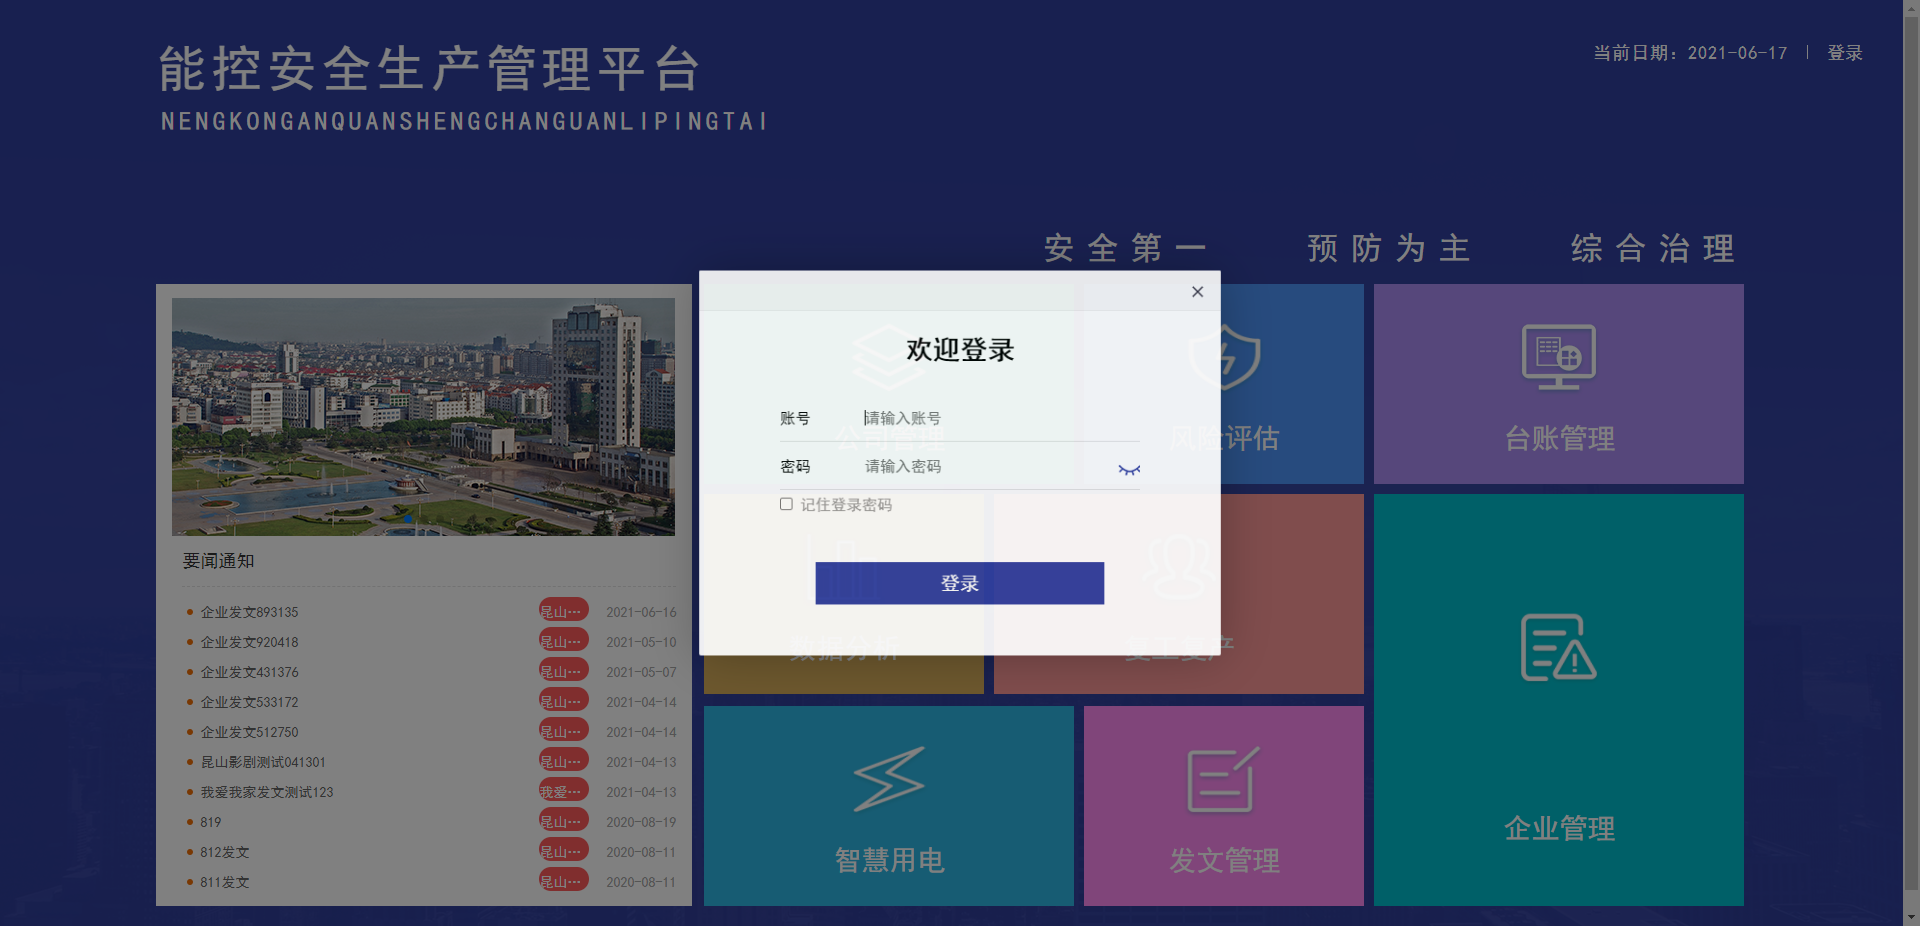 能控安全生产管理平台
NENGKONGANQUANSHENGCHANGUANLIPINGTAI
当前日期：2021-06-17 | 登录
安全第一 预防为主 综合治理
欢迎登录
账号 请输入账号
密码 请输入密码
记住登录密码
登录
公司管理
风险评估
台账管理
数据分析
复工复产
企业管理
智慧用电
发文管理
要闻通知
企业发文893135 昆山… 2021-06-16
企业发文920418 昆山… 2021-05-10
企业发文431376 昆山… 2021-05-07
企业发文533172 昆山… 2021-04-14
企业发文512750 昆山… 2021-04-14
昆山影剧测试041301 昆山… 2021-04-13
我爱我家发文测试123 我爱… 2021-04-13
819 昆山… 2020-08-19
812发文 昆山… 2020-08-11
811发文 昆山… 2020-08-11